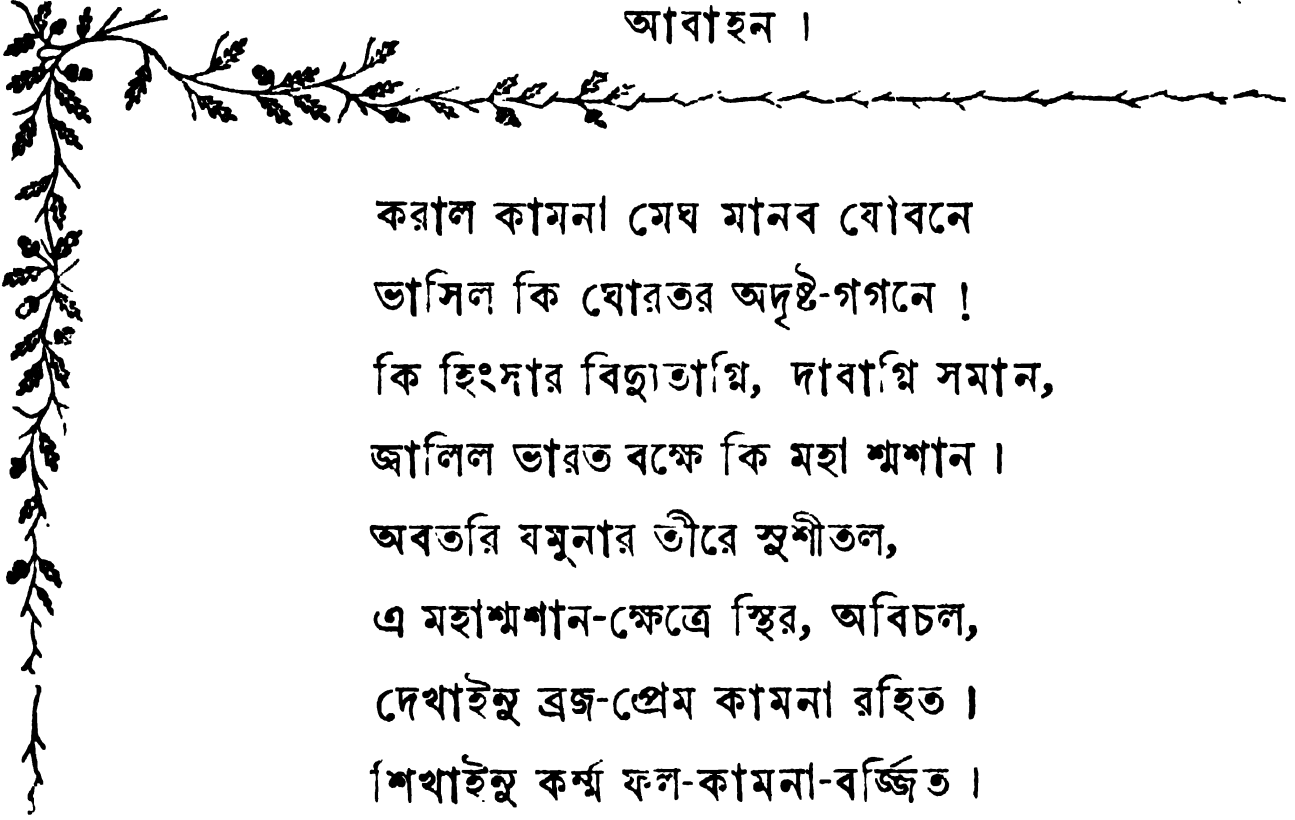 আবাহন ।
করাল কামনা মেঘ মানব যৌবনে
ভাসিল কি ঘোরতর অদৃষ্ট-গগনে !
কি হিংসার বিদ্যুতাগ্নি, দাবাগ্নি সমান,
জ্বালিল ভারত বক্ষে কি মহা শ্মশান ।
অবতরি যমুনার তীরে সুশীতল,
এ মহাশ্মশান-ক্ষেত্রে স্থির, অবিচল,
দেখাইনু ব্রজ-প্রেম কামনা রহিত ।
শিখাইনু কর্ম্ম ফল-কামনা-বর্জ্জিত ।